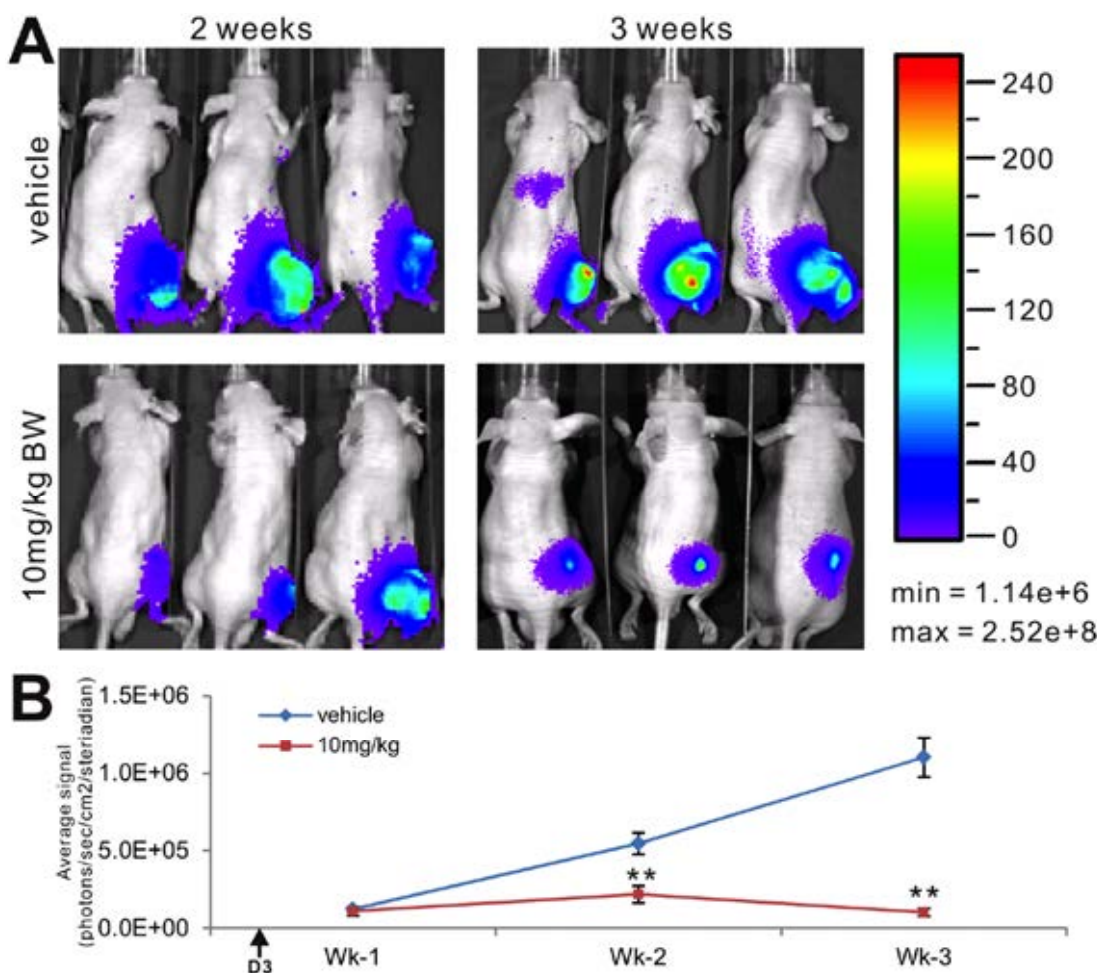 A
2 weeks
3 weeks
vehicle
10mg/kg BW
240
200
160
120
80
40
0
min = 1.14e+6
max = 2.52e+8
B
Average signal
(photons/sec/cm2/steriadian)
1.5E+06
1.0E+06
5.0E+05
0.0E+00
vehicle
10mg/kg
**
**
D3
Wk-1
Wk-2
Wk-3